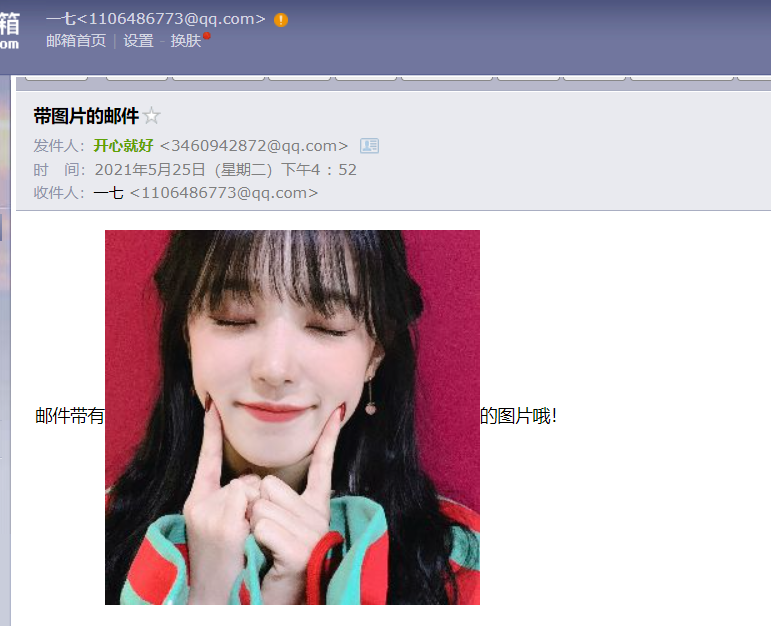 箱 一七<1106486773@qq.com>
om 邮箱首页 | 设置 - 换肤
带图片的邮件
发件人：开心就好 <3460942872@qq.com>
时　间：2021年5月25日（星期二）下午4：52
收件人：一七 <1106486773@qq.com>
邮件带有 的图片哦！